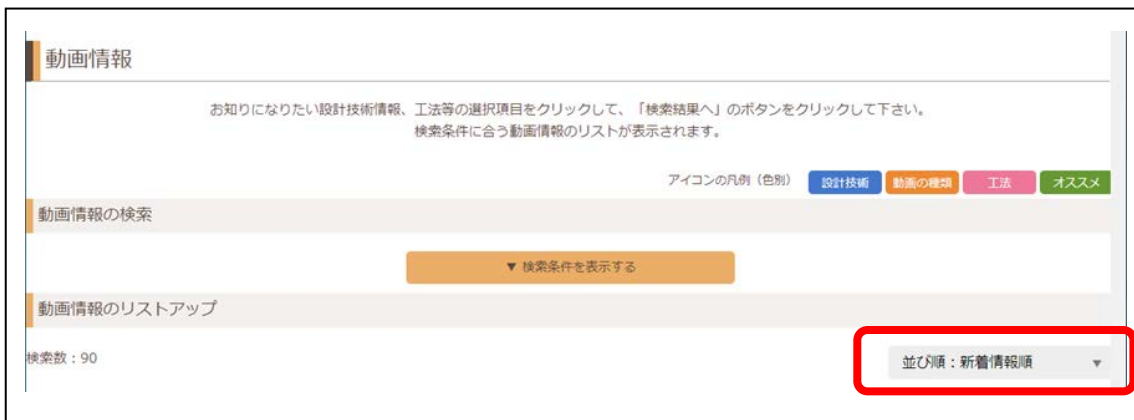 動画情報
お知りになりたい設計技術情報、工法等の選択項目をクリックして、「検索結果へ」のボタンをクリックして下さい。
検索条件に合う動画情報のリストが表示されます。
アイコンの凡例（色別） 設計技術 動画の種類 工法 オススメ
動画情報の検索
▼ 検索条件を表示する
動画情報のリストアップ
検索数：90 並び順：新着情報順 ▼